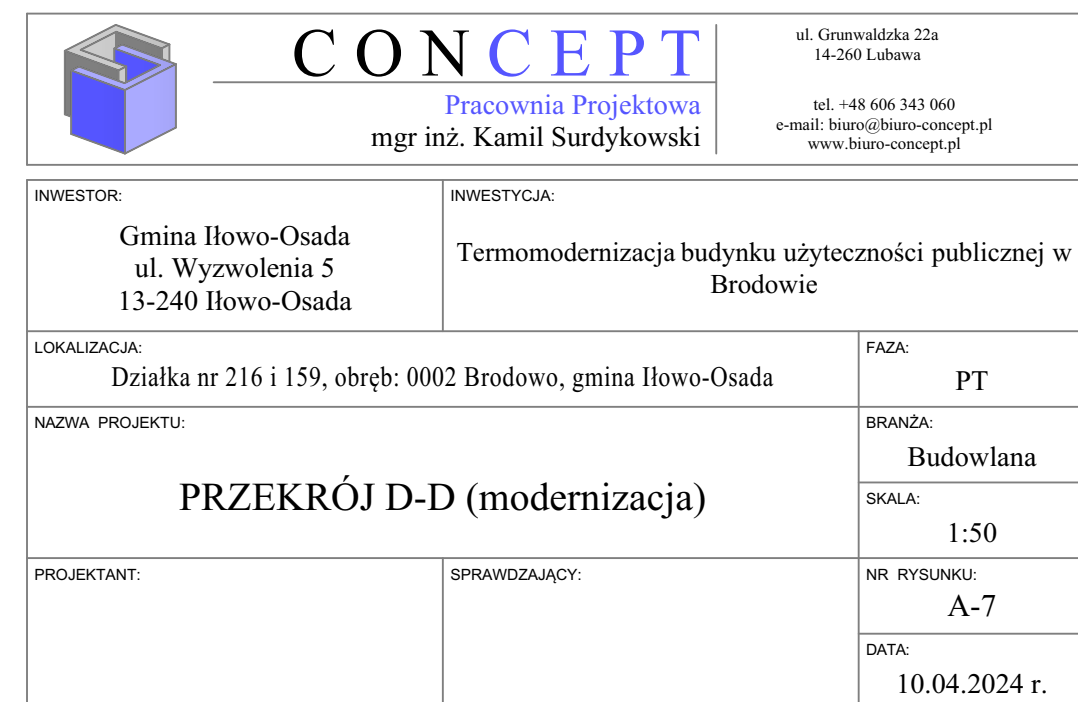 CONCEPT
Pracownia Projektowa
mgr inż. Kamil Surdykowski
ul. Grunwaldzka 22a
14-260 Lubawa
tel. +48 606 343 060
e-mail: biuro@biuro-concept.pl
www.biuro-concept.pl
INWESTOR:
Gmina Iłowo-Osada
ul. Wyzwolenia 5
13-240 Iłowo-Osada
INWESTYCJA:
Termomodernizacja budynku użyteczności publicznej w
Brodowie
LOKALIZACJA:
Działka nr 216 i 159, obręb: 0002 Brodowo, gmina Iłowo-Osada
FAZA:
PT
NAZWA PROJEKTU:
PRZEKRÓJ D-D (modernizacja)
BRANŻA:
Budowlana
SKALA:
1:50
PROJEKTANT:
SPRAWDZAJĄCY:
NR RYSUNKU:
A-7
DATA:
10.04.2024 r.